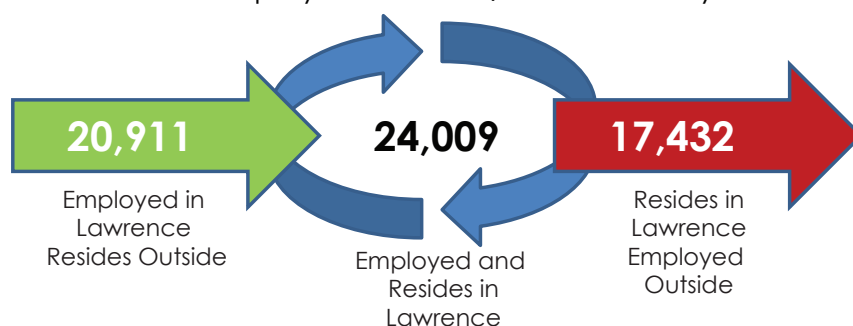 20,911
24,009
17,432
Employed in
Lawrence
Resides Outside
Employed and
Resides in
Lawrence
Resides in
Lawrence
Employed
Outside